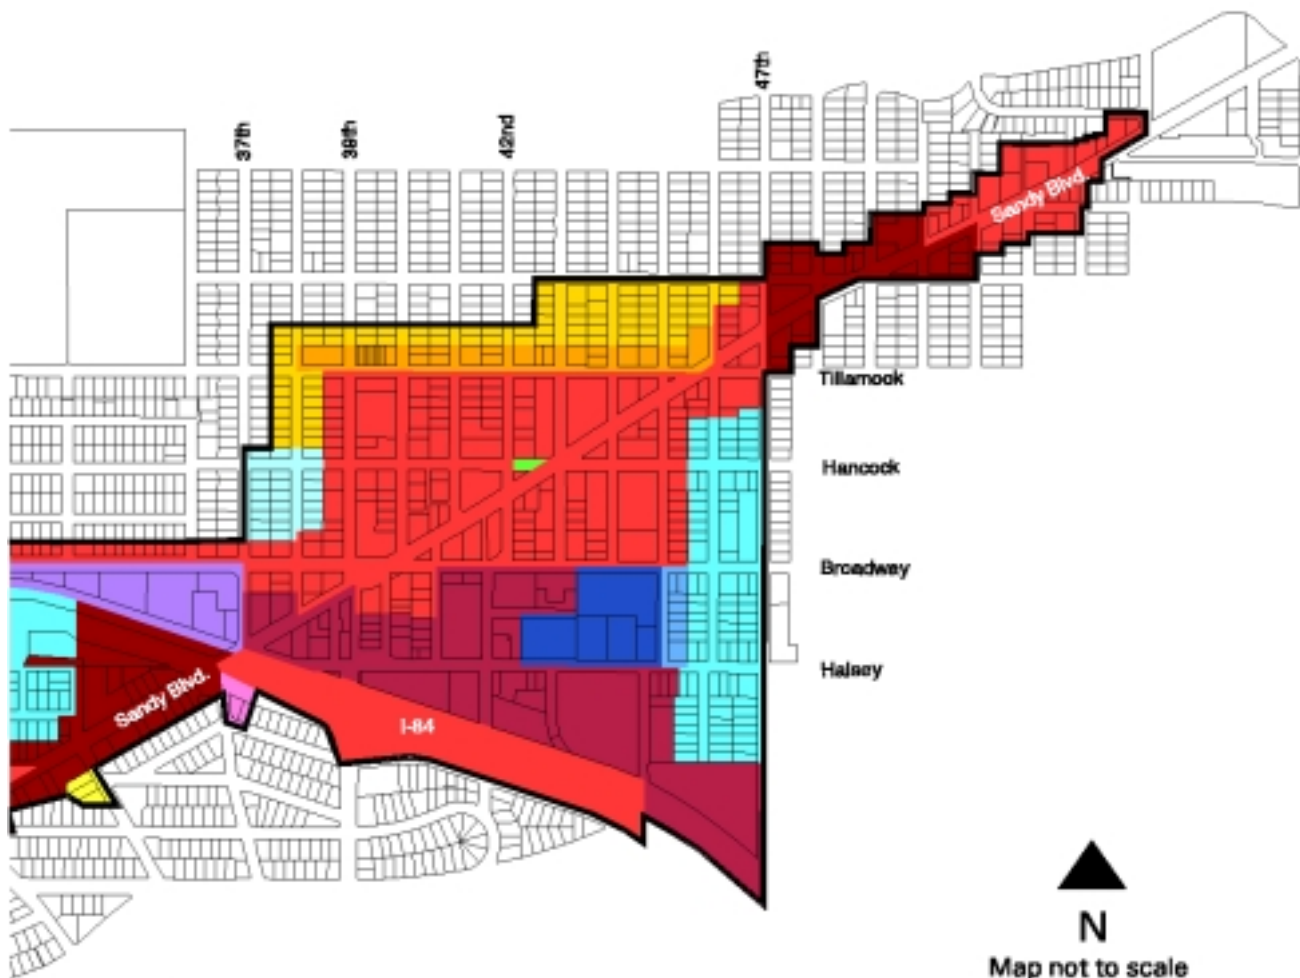 47th
37th
39th
42nd
Sandy Blvd.
Tillamook
Hancock
Broadway
Halsey
Sandy Blvd.
I-84
N
Map not to scale